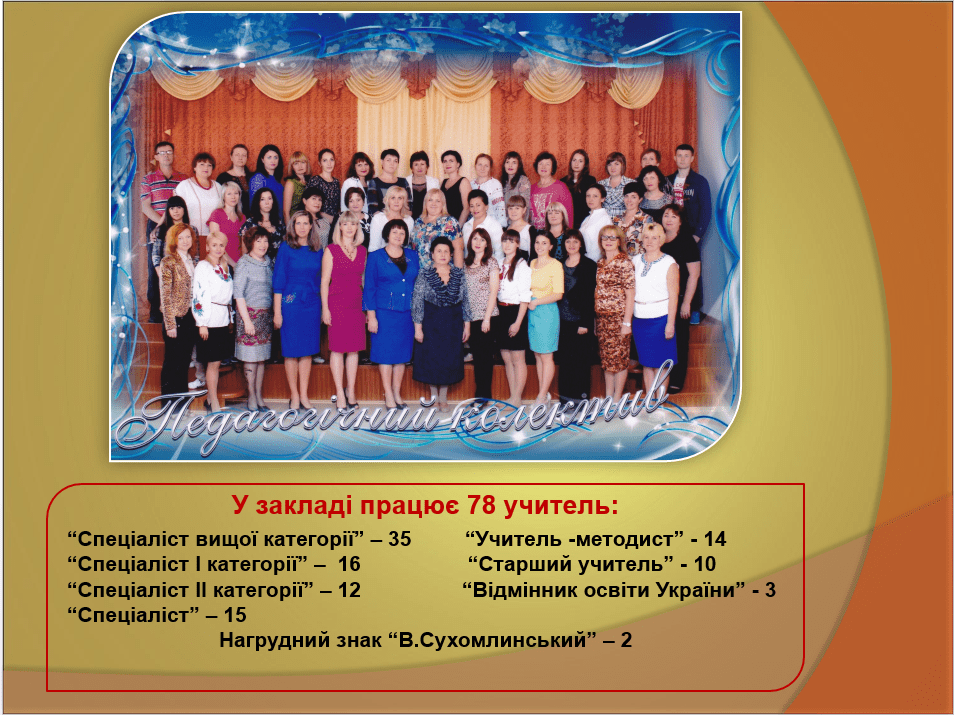 Педагогічний колектив
У закладі працює 78 учитель:
“Спеціаліст вищої категорії” – 35 “Учитель -методист” - 14
“Спеціаліст І категорії” – 16 “Старший учитель” - 10
“Спеціаліст ІІ категорії” – 12 “Відмінник освіти України” - 3
“Спеціаліст” – 15
Нагрудний знак “В.Сухомлинський” – 2